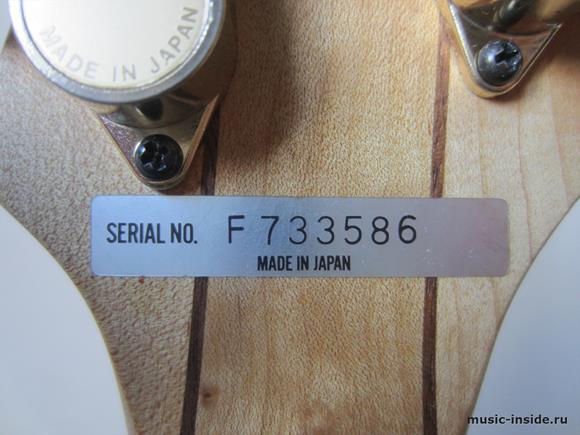 MADE IN JAPAN
SERIAL NO. F733586
MADE IN JAPAN
music-inside.ru